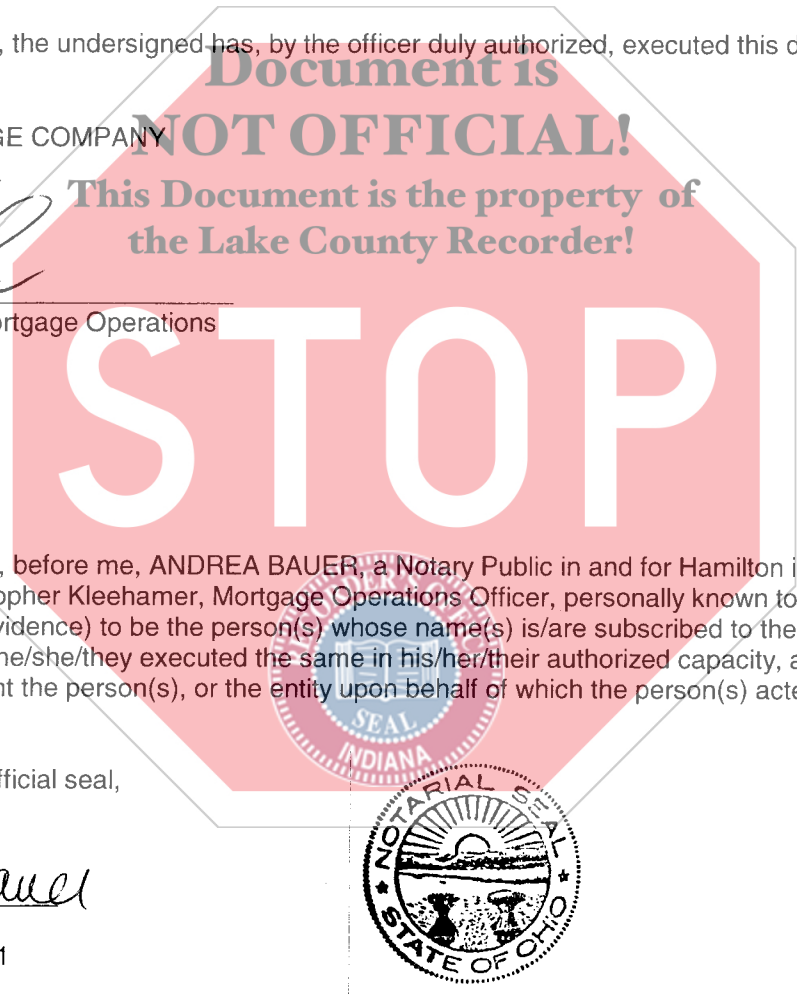 , the undersigned has, by the officer duly authorized, executed this d
Document is
NOT OFFICIAL!
GE COMPANY
This Document is the property of
the Lake County Recorder!
ortgage Operations
STOP
, before me, ANDREA BAUER, a Notary Public in and for Hamilton i
opher Kleehamer, Mortgage Operations Officer, personally known to
vidence) to be the person(s) whose name(s) is/are subscribed to the
he/she/they executed the same in his/her/their authorized capacity, a
nt the person(s), or the entity upon behalf of which the person(s) acte
RECORDER'S OFFICE
SEAL
INDIANA
fficial seal,
NOTARIAL SEAL
STATE OF OHIO
auer
1